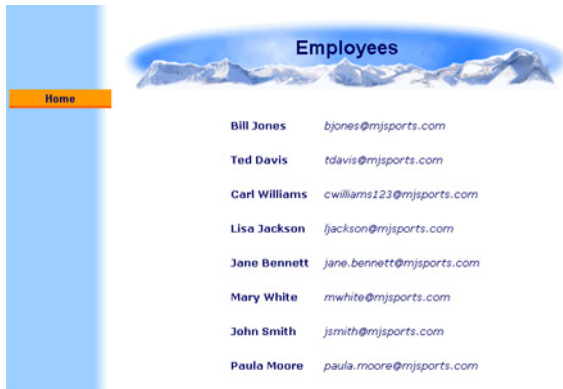 Employees
Home
Bill Jones bjones@mjsports.com
Ted Davis tdavis@mjsports.com
Carl Williams cwilliams123@mjsports.com
Lisa Jackson ljackson@mjsports.com
Jane Bennett jane.bennett@mjsports.com
Mary White mwhite@mjsports.com
John Smith jsmith@mjsports.com
Paula Moore paula.moore@mjsports.com